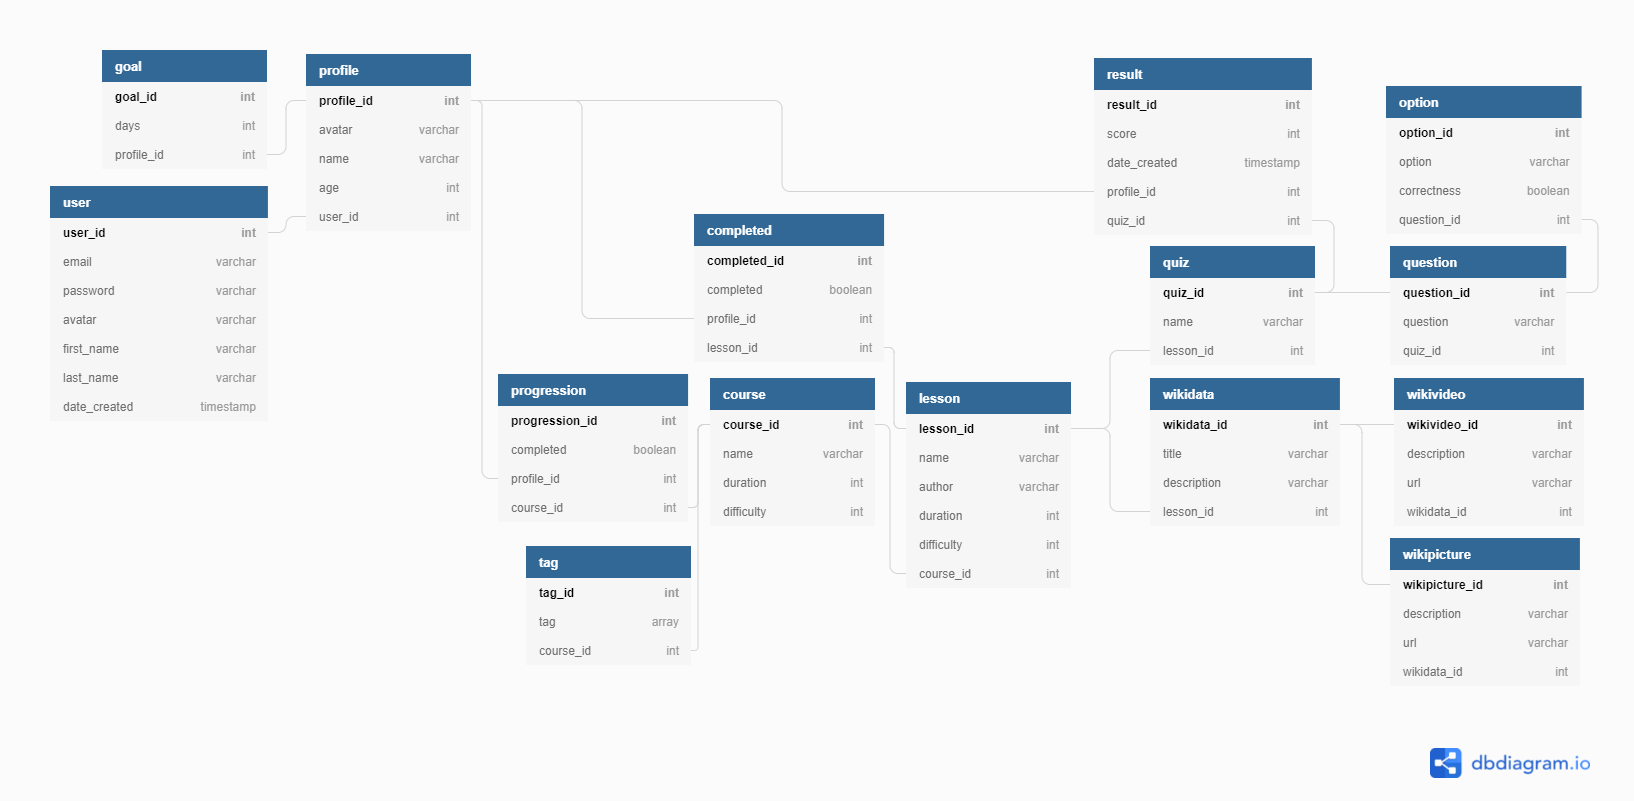 goal
goal_id int
days int
profile_id int
profile
profile_id int
avatar varchar
name varchar
age int
user_id int
user
user_id int
email varchar
password varchar
avatar varchar
first_name varchar
last_name varchar
date_created timestamp
completed
completed_id int
completed boolean
profile_id int
lesson_id int
progression
progression_id int
completed boolean
profile_id int
course_id int
tag
tag_id int
tag array
course_id int
course
course_id int
name varchar
duration int
difficulty int
lesson
lesson_id int
name varchar
author varchar
duration int
difficulty int
course_id int
result
result_id int
score int
date_created timestamp
profile_id int
quiz_id int
option
option_id int
option varchar
correctness boolean
question_id int
quiz
quiz_id int
name varchar
lesson_id int
question
question_id int
question varchar
quiz_id int
wikidata
wikidata_id int
title varchar
description varchar
lesson_id int
wikivideo
wikivideo_id int
description varchar
url varchar
wikidata_id int
wikipicture
wikipicture_id int
description varchar
url varchar
wikidata_id int
dbdiagram.io